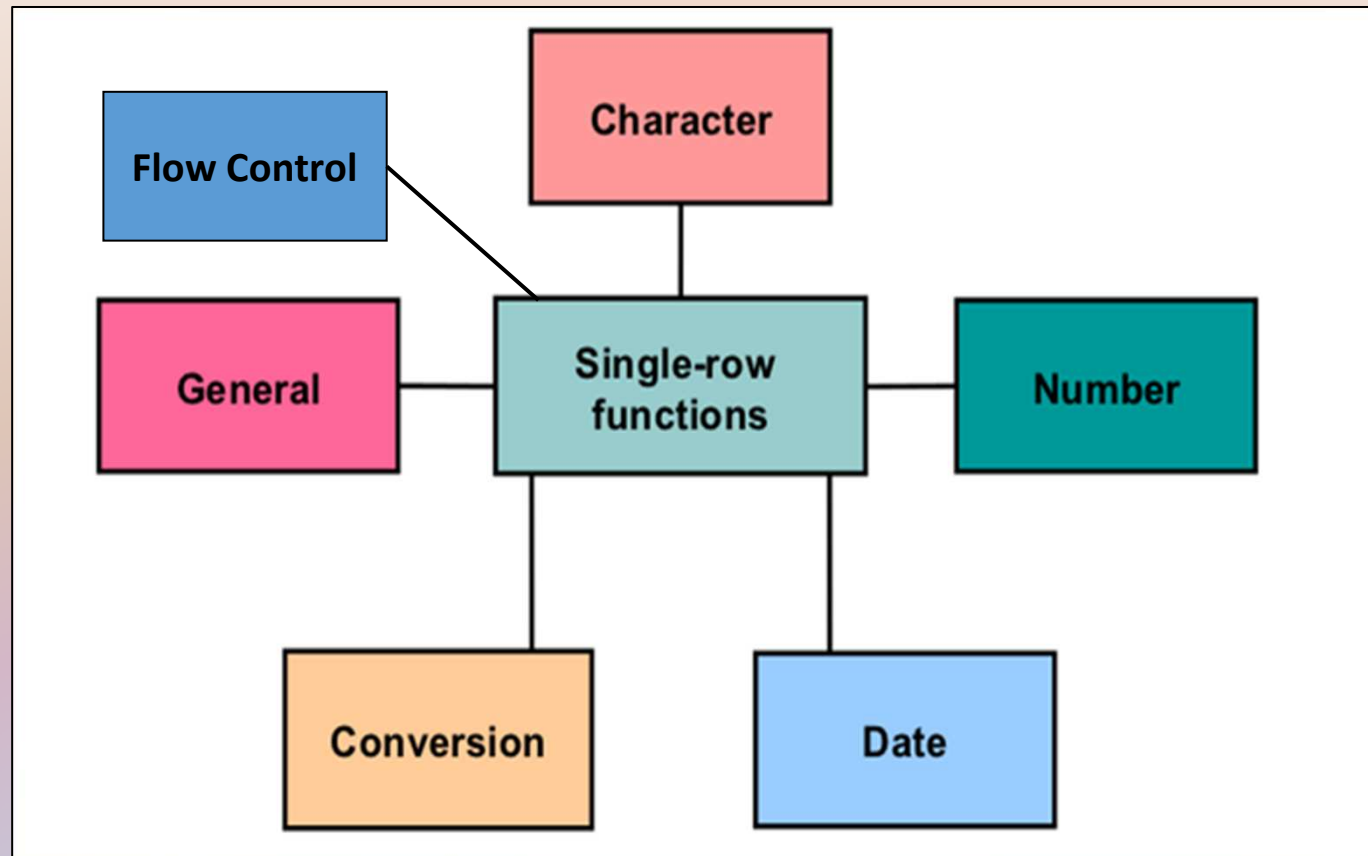 Character
Flow Control
General
Single-row
functions
Number
Conversion
Date